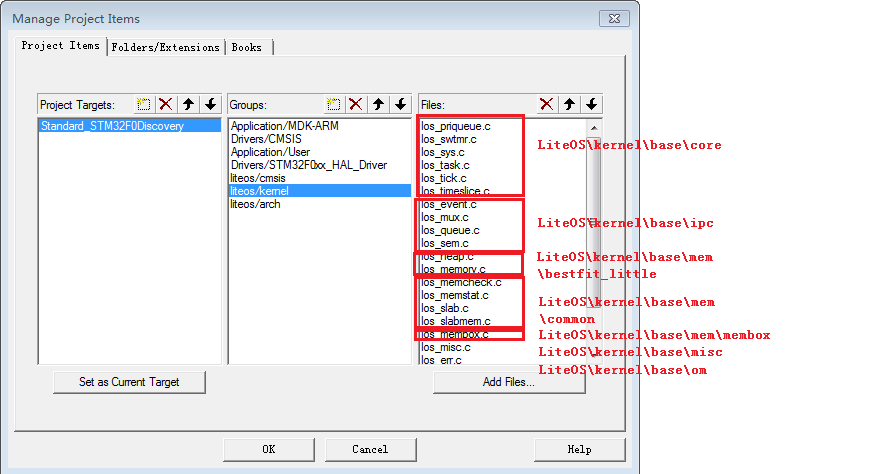 Manage Project Items
Project Items Folders/Extensions Books
Project Targets: Groups: Files:
Standard_STM32F0Discovery
Application/MDK-ARM
Drivers/CMSIS
Application/User
Drivers/STM32F0xx_HAL_Driver
liteos/cmsis
liteos/kernel
liteos/arch
los_priqueue.c
los_swtmr.c
los_sys.c
los_task.c
los_tick.c
los_timeslice.c
los_event.c
los_mux.c
los_queue.c
los_sem.c
los_heap.c
los_memory.c
los_memcheck.c
los_memstat.c
los_slab.c
los_slabmem.c
los_membox.c
los_misc.c
los_err.c
LiteOS\kernel\base\core
LiteOS\kernel\base\ipc
LiteOS\kernel\base\mem
\bestfit_little
LiteOS\kernel\base\mem
\common
LiteOS\kernel\base\mem\membox
LiteOS\kernel\base\misc
LiteOS\kernel\base\om
Set as Current Target Add Files...
OK Cancel Help